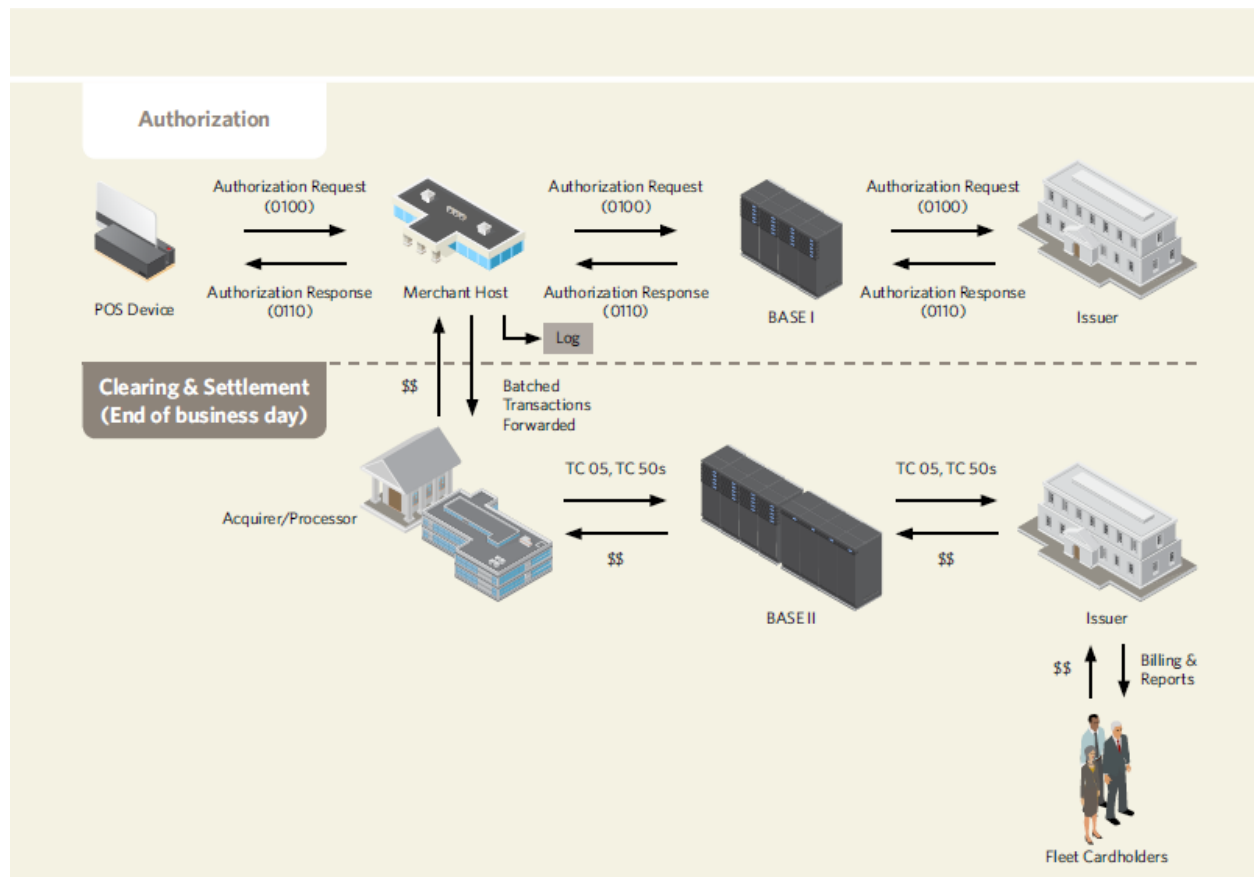 Authorization
Authorization Request
(0100)
Authorization Request
(0100)
Authorization Request
(0100)
Authorization Response
(0110)
Authorization Response
(0110)
Authorization Response
(0110)
POS Device
Merchant Host
BASE I
Issuer
Log
Clearing & Settlement
(End of business day)
$$
Batched
Transactions
Forwarded
Acquirer/Processor
TC 05, TC 50s
$$
TC 05, TC 50s
$$
BASE II
Issuer
$$
Billing &
Reports
Fleet Cardholders